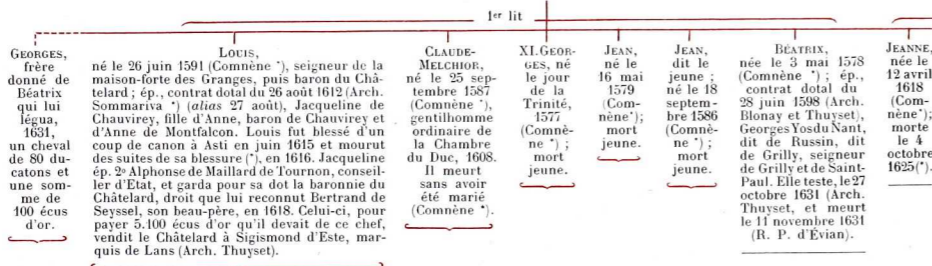 1er lit
GEORGES,
frère
donné de
Béatrix
qui lui
légua,
1631,
un cheval
de 80 du-
catons et
une som-
me de
100 écus
d'or.
LOUIS,
né le 26 juin 1591 (Comnène *), seigneur de la
maison-forte des Granges, puis baron du Châ-
telard ; ép., contrat dotal du 26 août 1612 (Arch.
Sommariva *) (alias 27 août), Jacqueline de
Chauvirey, fille d'Anne, baron de Chauvirey et
d'Anne de Montfalcon. Louis fut blessé d'un
coup de canon à Asti en juin 1615 et mourut
des suites de sa blessure (*), en 1616. Jacqueline
ép. 2º Alphonse de Maillard de Tournon, conseil-
ler d'Etat, et garda pour sa dot la baronnie du
Châtelard, droit que lui reconnut Bertrand de
Seyssel, son beau-père, en 1618. Celui-ci, pour
payer 5.100 écus d'or qu'il devait de ce chef,
vendit le Châtelard à Sigismond d'Este, mar-
quis de Lans (Arch. Thuyset).
CLAUDE-
MELCHIOR,
né le 25 sep-
tembre 1587
(Comnène *),
gentilhomme
ordinaire de
la Chambre
du Duc, 1608.
Il meurt
sans avoir
été marié
(Comnène *).
XI. GEOR-
GES, né
le jour
de la
Trinité,
1577
(Comnè-
ne *) ;
mort
jeune.
JEAN,
né le
16 mai
1579
(Com-
nène*);
mort
jeune.
JEAN,
dit le
jeune ;
né le 18
septem-
bre 1586
(Comnè-
ne *) ;
mort
jeune.
BÉATRIX,
née le 3 mai 1578
(Comnène *) ; ép.,
contrat dotal du
28 juin 1598 (Arch.
Blonay et Thuyset),
Georges Yos du Nant,
dit de Russin, dit
de Grilly, seigneur
de Grilly et de Saint-
Paul. Elle teste, le 27
octobre 1631 (Arch.
Thuyset, et meurt
le 11 novembre 1631
(R. P. d'Évian).
JEANNE,
née le
12 avril
1618
(Com-
nène*);
morte
le 4
octobre
1625(*).